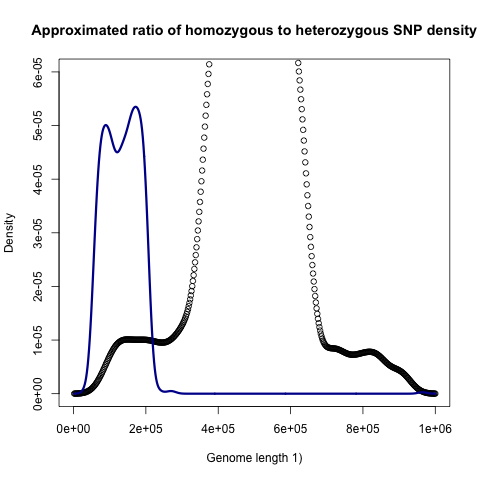 Approximated ratio of homozygous to heterozygous SNP density
6e-05
5e-05
4e-05
3e-05
2e-05
1e-05
0e+00
Density
0e+00 2e+05 4e+05 6e+05 8e+05 1e+06
Genome length 1)